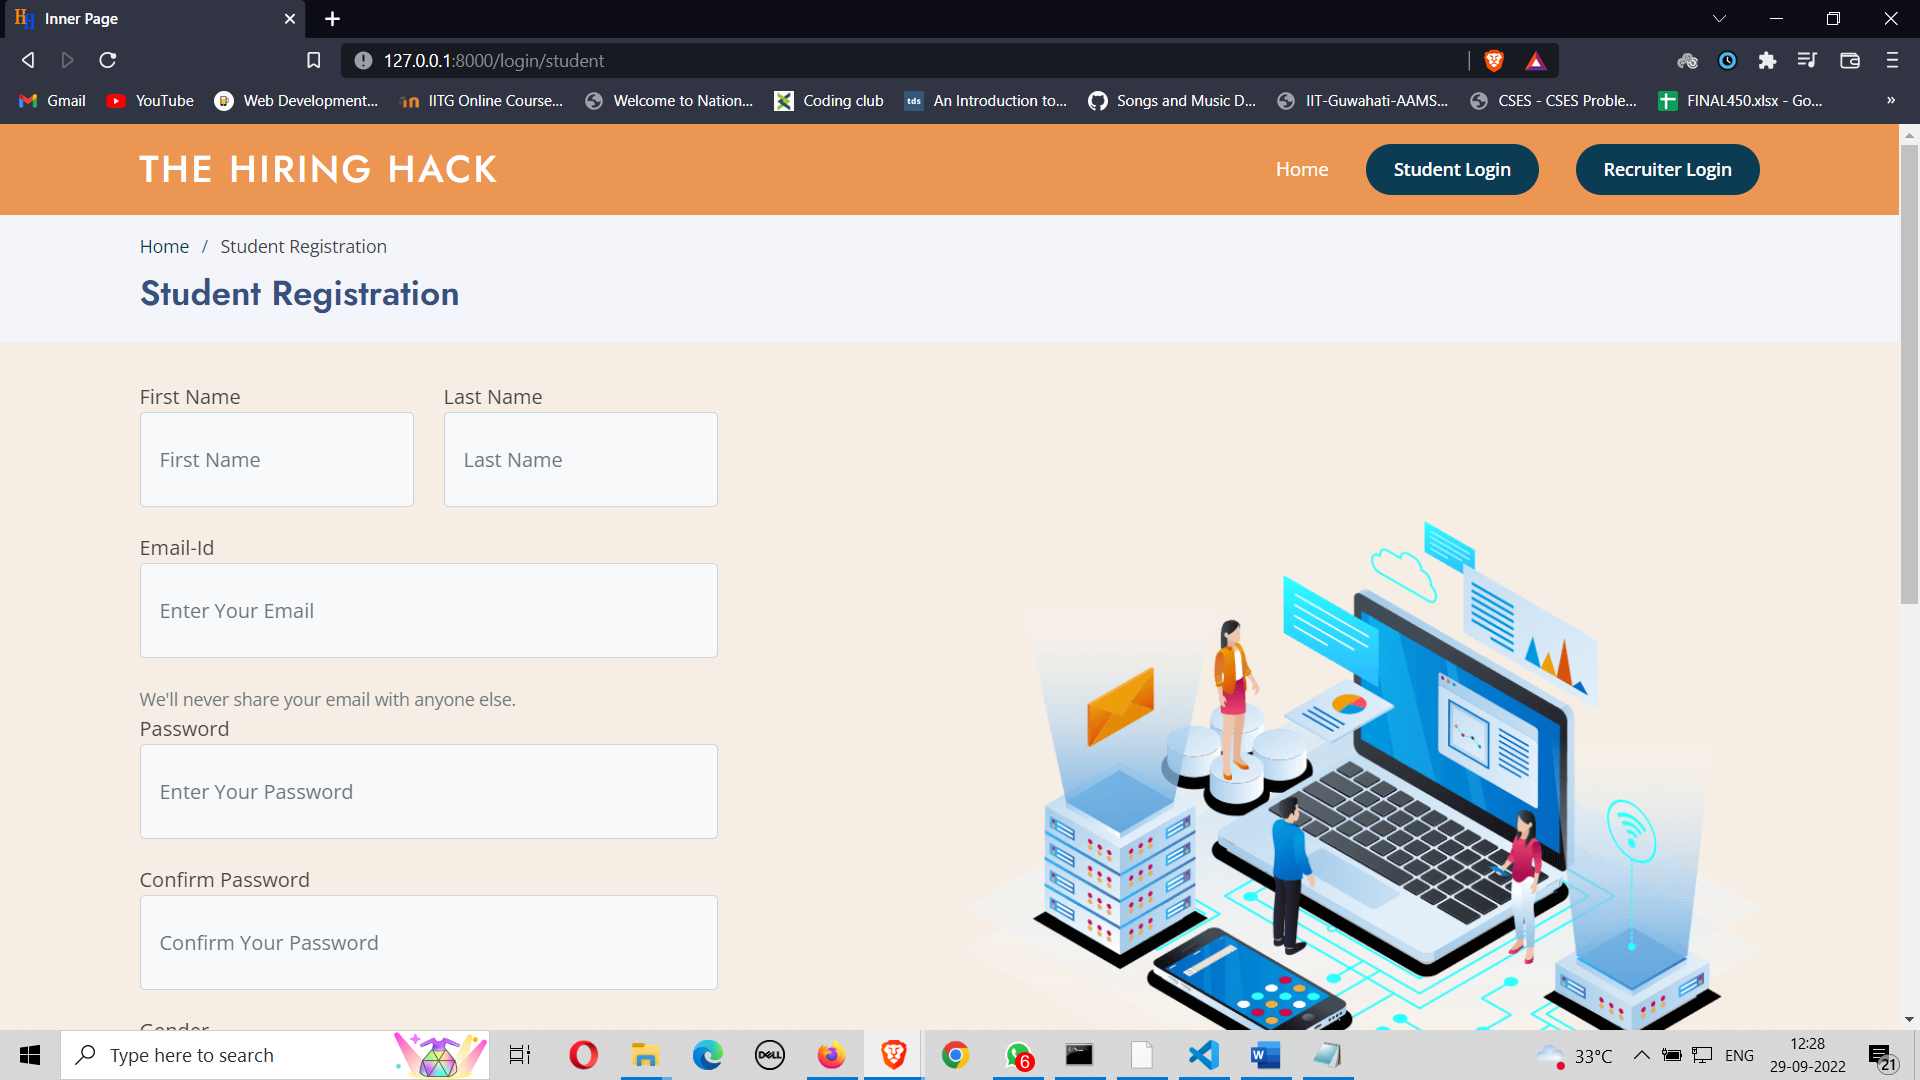 Inner Page
127.0.0.1:8000/login/student
Gmail
YouTube
Web Development...
IITG Online Course...
Welcome to Nation...
Coding club
tds
An Introduction to...
Songs and Music D...
IIT-Guwahati-AAMS...
CSES - CSES Proble...
FINAL450.xlsx - Go...
»
THE HIRING HACK
Home
Student Login
Recruiter Login
Home / Student Registration
Student Registration
First Name
Last Name
First Name
Last Name
Email-Id
Enter Your Email
We'll never share your email with anyone else.
Password
Enter Your Password
Confirm Password
Confirm Your Password
Gender
Type here to search
DELL
6
33°C
ENG
12:28
29-09-2022
21